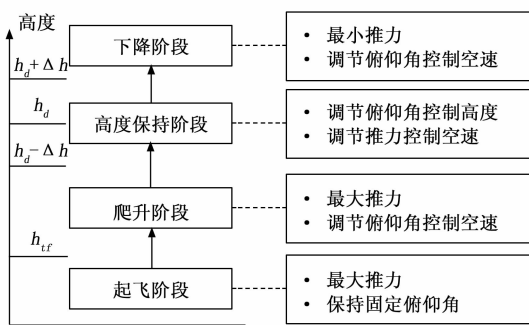 高度
下降阶段
• 最小推力
• 调节俯仰角控制空速
h_d + Δh
h_d
高度保持阶段
• 调节俯仰角控制高度
• 调节推力控制空速
h_d − Δh
爬升阶段
• 最大推力
• 调节俯仰角控制空速
h_tf
起飞阶段
• 最大推力
• 保持固定俯仰角